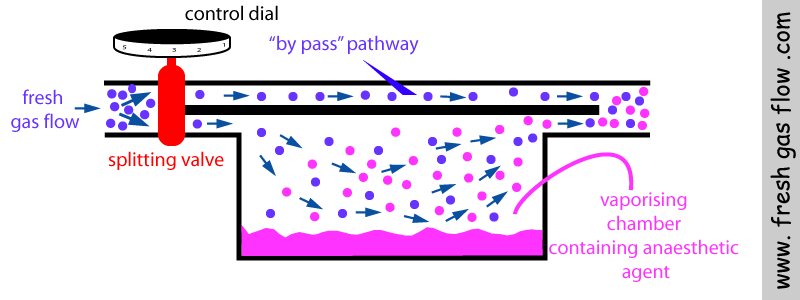 control dial
5 4 3 2 1
"by pass" pathway
fresh
gas flow
splitting valve
vaporising
chamber
containing anaesthetic
agent
www. fresh gas flow .com